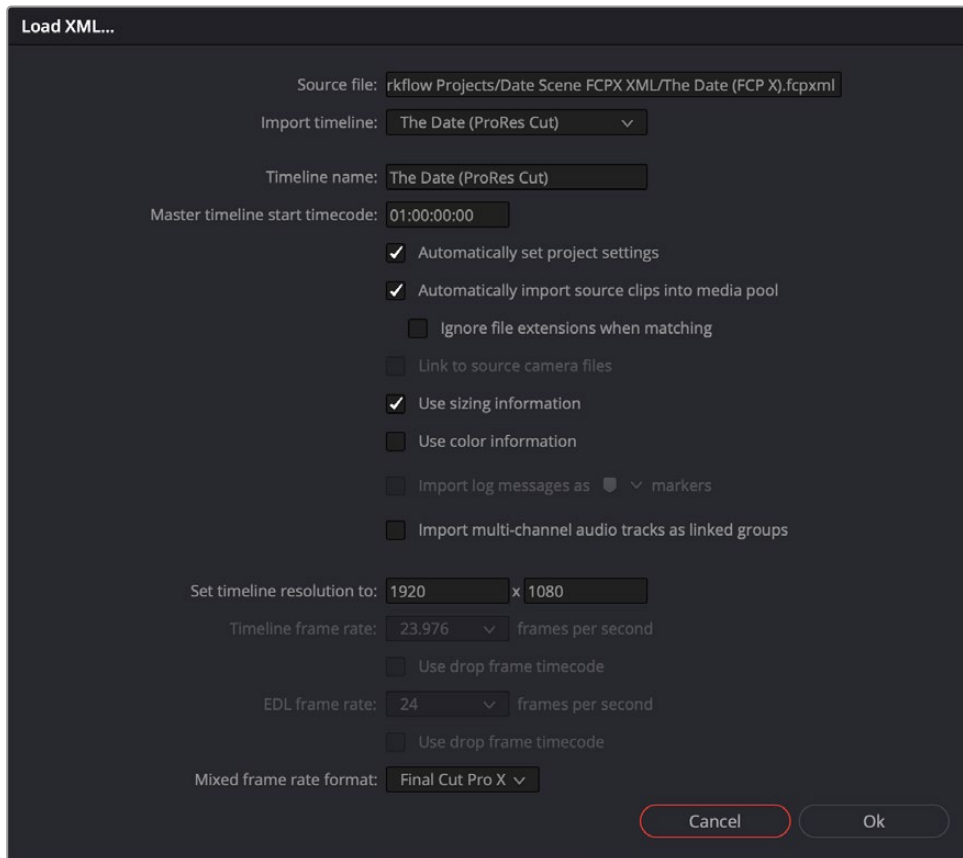 Load XML...
Source file: rkflow Projects/Date Scene FCPX XML/The Date (FCP X).fcpxml
Import timeline: The Date (ProRes Cut)
Timeline name: The Date (ProRes Cut)
Master timeline start timecode: 01:00:00:00
Automatically set project settings
Automatically import source clips into media pool
Ignore file extensions when matching
Link to source camera files
Use sizing information
Use color information
Import log messages as markers
Import multi-channel audio tracks as linked groups
Set timeline resolution to: 1920 x 1080
Timeline frame rate: 23.976 frames per second
Use drop frame timecode
EDL frame rate: 24 frames per second
Use drop frame timecode
Mixed frame rate format: Final Cut Pro X
Cancel Ok